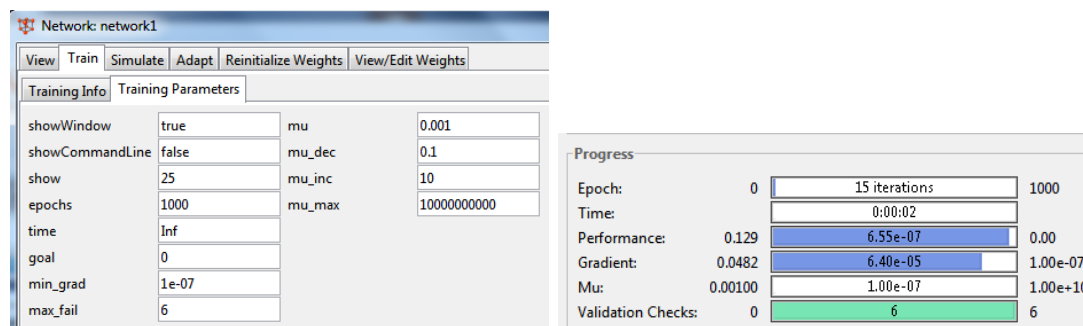 Network: network1
View Train Simulate Adapt Reinitialize Weights View/Edit Weights
Training Info Training Parameters
showWindow true mu 0.001
showCommandLine false mu_dec 0.1
show 25 mu_inc 10
epochs 1000 mu_max 10000000000
time Inf
goal 0
min_grad 1e-07
max_fail 6
Progress
Epoch: 0 15 iterations 1000
Time: 0:00:02
Performance: 0.129 6.55e-07 0.00
Gradient: 0.0482 6.40e-05 1.00e-07
Mu: 0.00100 1.00e-07 1.00e+10
Validation Checks: 0 6 6